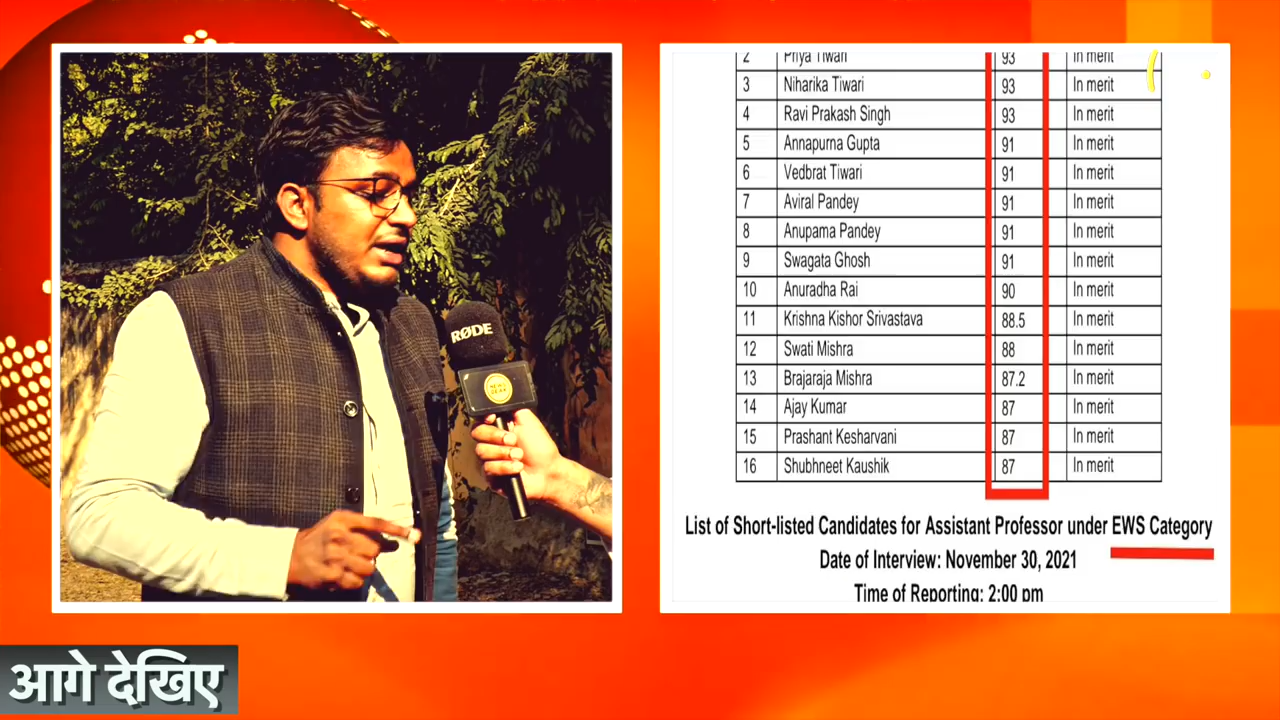 RØDE
2 Priya Tiwari 93 In merit
3 Niharika Tiwari 93 In merit
4 Ravi Prakash Singh 93 In merit
5 Annapurna Gupta 91 In merit
6 Vedbrat Tiwari 91 In merit
7 Aviral Pandey 91 In merit
8 Anupama Pandey 91 In merit
9 Swagata Ghosh 91 In merit
10 Anuradha Rai 90 In merit
11 Krishna Kishor Srivastava 88.5 In merit
12 Swati Mishra 88 In merit
13 Brajaraja Mishra 87.2 In merit
14 Ajay Kumar 87 In merit
15 Prashant Kesharvani 87 In merit
16 Shubhneet Kaushik 87 In merit
List of Short-listed Candidates for Assistant Professor under EWS Category
Date of Interview: November 30, 2021
Time of Reporting: 2:00 pm
आगे देखिए